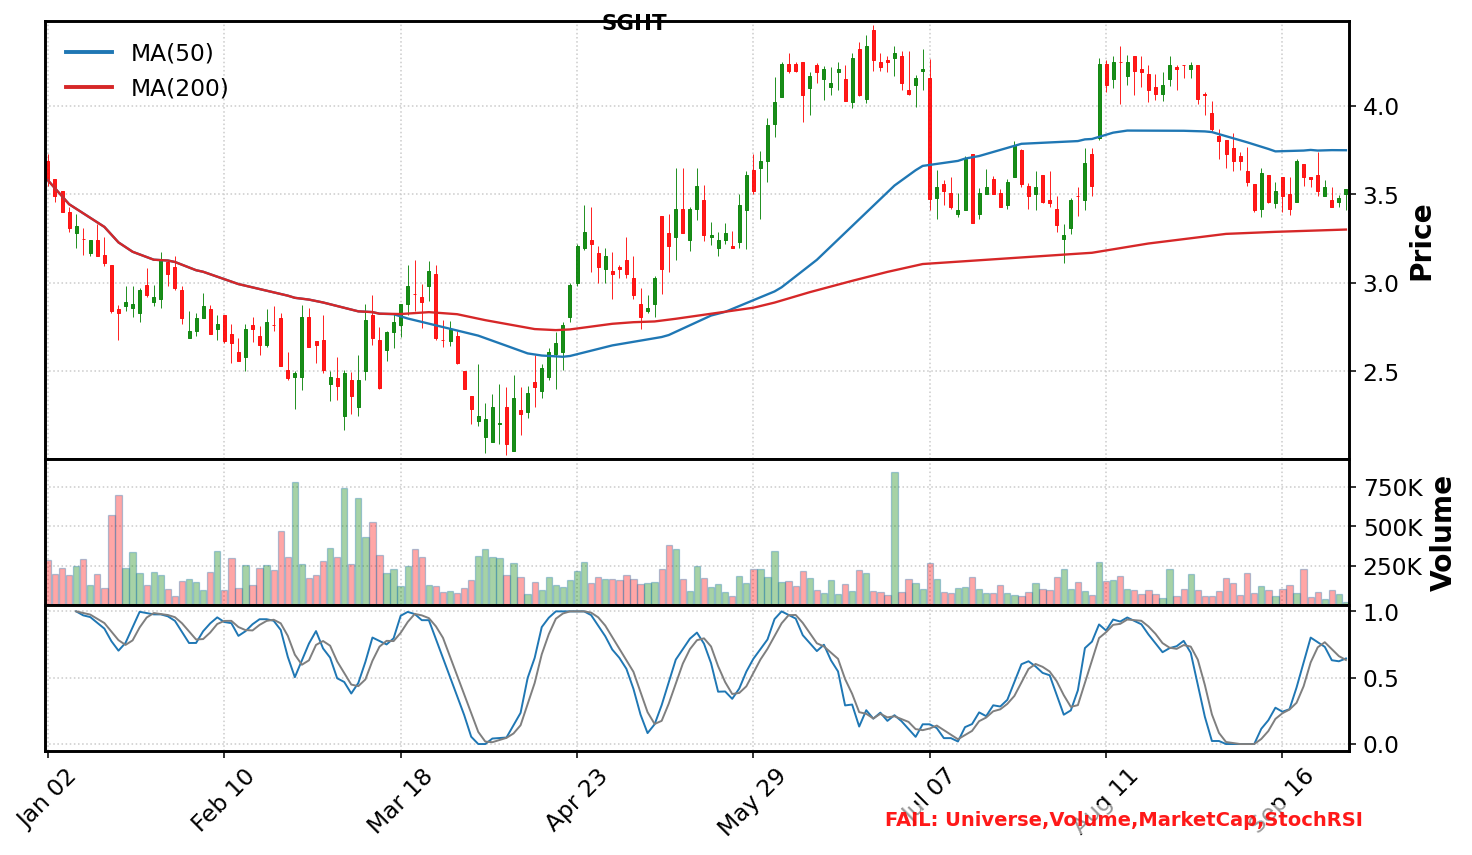 SGHT
MA(50)
MA(200)
4.0
3.5
3.0
2.5
Price
750K
500K
250K
Volume
1.0
0.5
0.0
Jan 02
Feb 10
Mar 18
Apr 23
May 29
Jul 07
Aug 11
Sep 16
FAIL: Universe,Volume,MarketCap,StochRSI